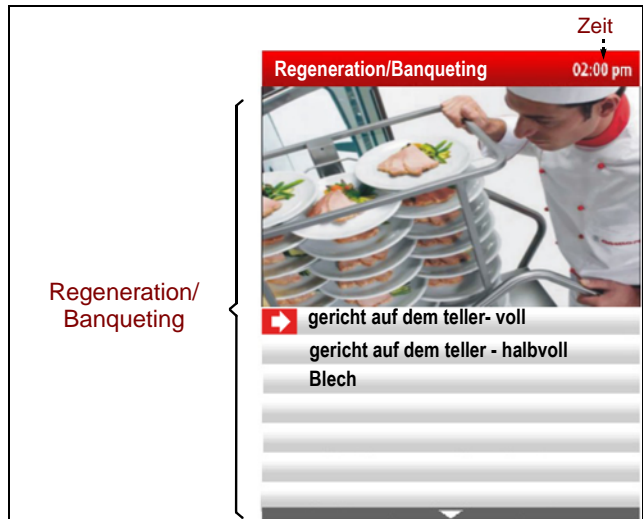 Zeit
Regeneration/Banqueting 02:00 pm
Regeneration/
Banqueting
gericht auf dem teller- voll
gericht auf dem teller - halbvoll
Blech